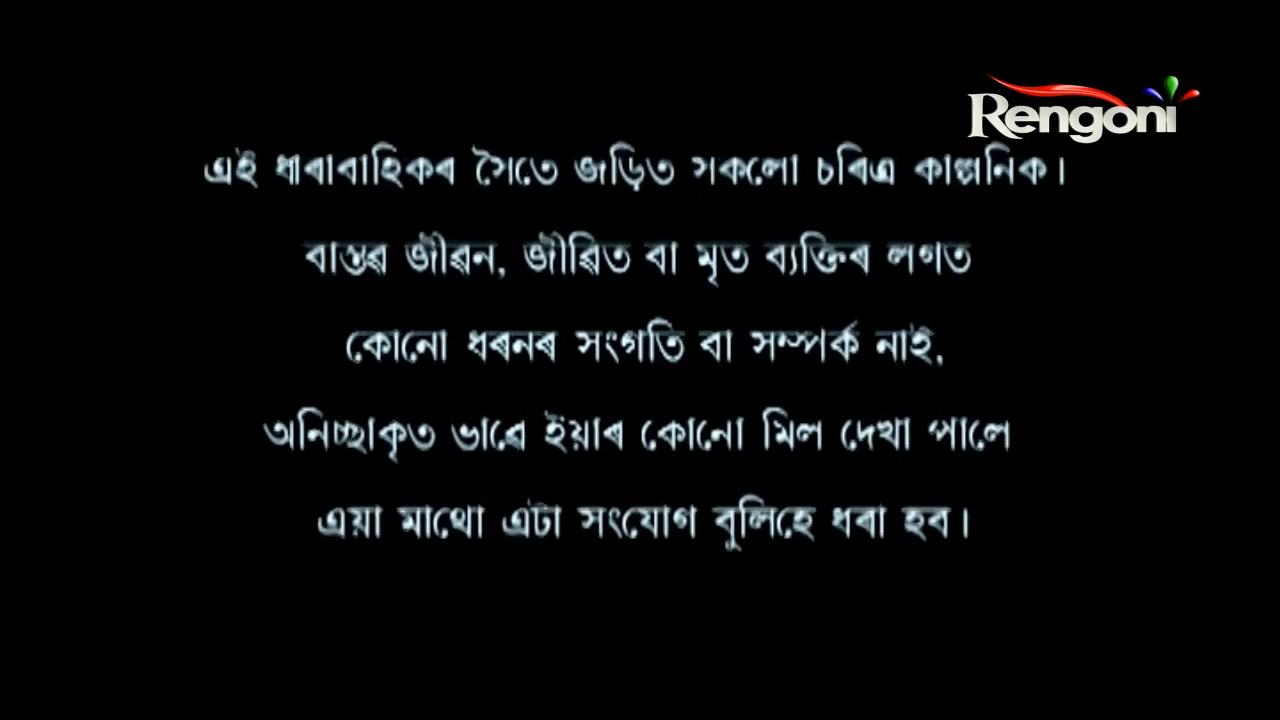 Rengoni
এই ধাৰাবাহিকৰ সৈতে জড়িত সকলো চৰিত্ৰ কাল্পনিক।
বাস্তৱ জীৱন, জীৱিত বা মৃত ব্যক্তিৰ লগত
কোনো ধৰনৰ সংগতি বা সম্পৰ্ক নাই,
অনিচ্ছাকৃত ভাৱে ইয়াৰ কোনো মিল দেখা পালে
এয়া মাথো এটা সংযোগ বুলিহে ধৰা হব।